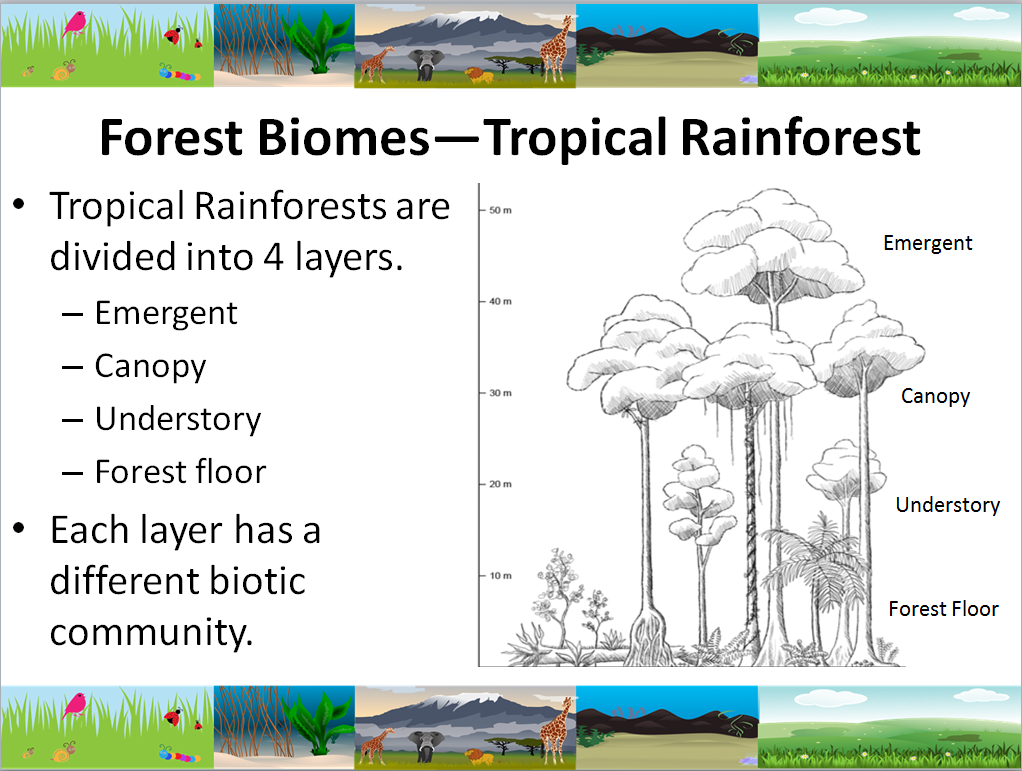 Forest Biomes—Tropical Rainforest
• Tropical Rainforests are
divided into 4 layers.
– Emergent
– Canopy
– Understory
– Forest floor
• Each layer has a
different biotic
community.
50 m
40 m
30 m
20 m
10 m
Emergent
Canopy
Understory
Forest Floor